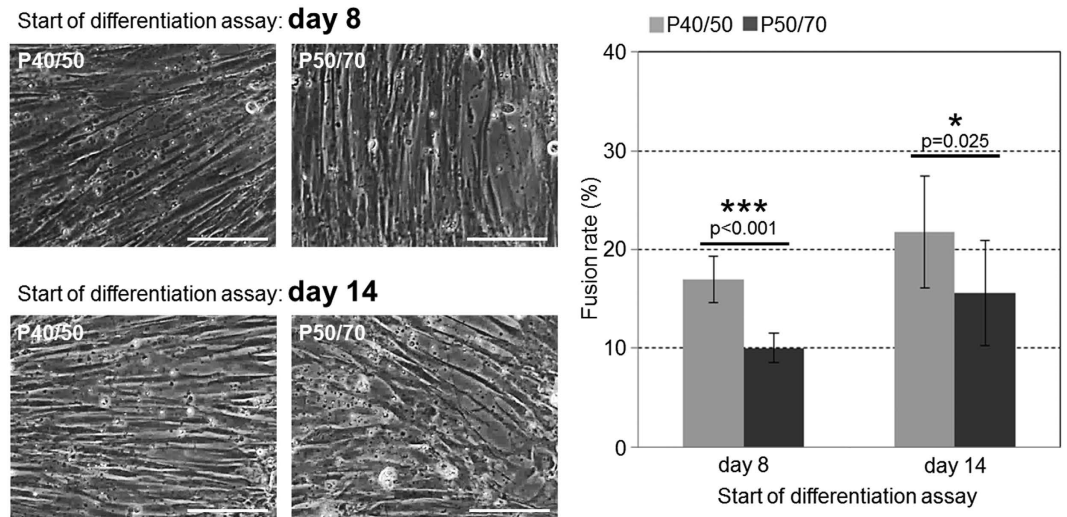 Start of differentiation assay: day 8
P40/50
P50/70
Start of differentiation assay: day 14
P40/50
P50/70
P40/50 P50/70
40
30
20
10
0
Fusion rate (%)
***
p<0.001
*
p=0.025
day 8
day 14
Start of differentiation assay